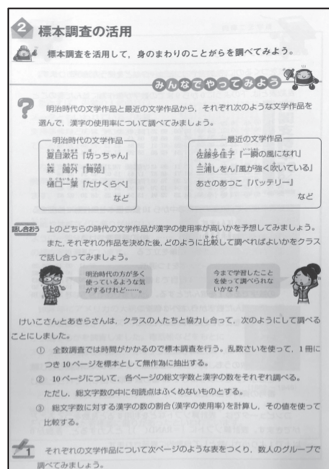 2 標本調査の活用
標本調査を活用して，身のまわりのことがらを調べてみよう。
みんなでやってみよう
? 明治時代の文学作品と最近の文学作品から，それぞれ次のような文学作品を
選んで，漢字の使用率について調べてみましょう。
明治時代の文学作品
夏目漱石「坊っちゃん」
森 鷗外「舞姫」
樋口一葉「たけくらべ」
など
最近の文学作品
佐藤多佳子「一瞬の風になれ」
三浦しをん「風が強く吹いている」
あさのあつこ「バッテリー」
など
話し合おう 上のどちらの時代の文学作品が漢字の使用率が高いかを予想してみましょう。
また，それぞれの作品を決めた後，どのように比較して調べればよいかをクラス
で話し合ってみましょう。
明治時代の方が多く
使っているような気
がするけれど……。
今まで学習したこと
を使って調べられな
いかな？
けいこさんとあきらさんは，クラスの人たちと協力し合って，次のようにして調べる
ことにしました。
① 全数調査では時間がかかるので標本調査を行う。乱数さいを使って，1冊に
つき10ページを標本として無作為に抽出する。
② 10ページについて，各ページの総文字数と漢字の数をそれぞれ調べる。
ただし，総文字数の中に句読点はふくめないものとする。
③ 総文字数に対する漢字の数の割合（漢字の使用率）を計算し，その値を使って
比較する。
1 それぞれの文学作品について次ページのような表をつくり，数人のグループで
調べてみましょう。